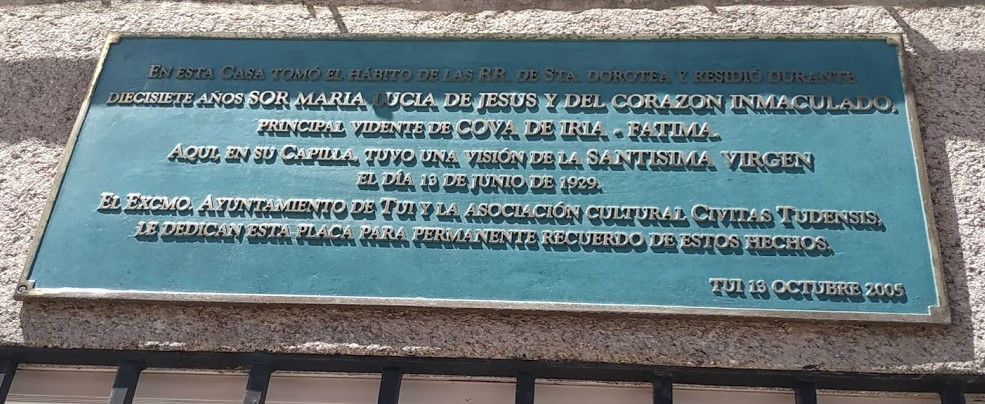 EN ESTA CASA TOMÓ EL HÁBITO DE LAS RR. DE STA. DOROTEA Y RESIDIÓ DURANTE
DIECISIETE AÑOS SOR MARIA LUCIA DE JESUS Y DEL CORAZON INMACULADO,
PRINCIPAL VIDENTE DE COVA DE IRIA - FATIMA.
AQUI, EN SU CAPILLA, TUVO UNA VISIÓN DE LA SANTISIMA VIRGEN
EL DÍA 13 DE JUNIO DE 1929.
EL EXCMO. AYUNTAMIENTO DE TUI Y LA ASOCIACIÓN CULTURAL CIVITAS TUDENSIS,
LE DEDICAN ESTA PLACA PARA PERMANENTE RECUERDO DE ESTOS HECHOS.
TUI 13 OCTUBRE 2005